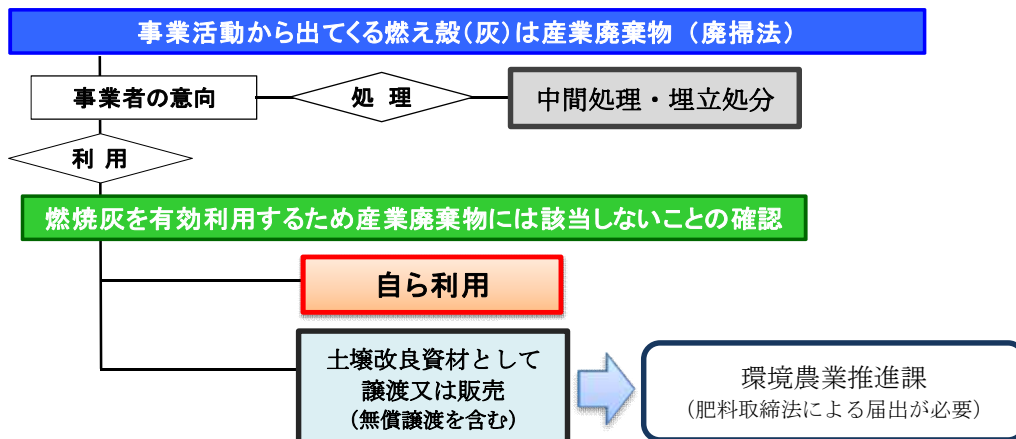 事業活動から出てくる燃え殻（灰）は産業廃棄物（廃掃法）
事業者の意向
処 理
中間処理・埋立処分
利 用
燃焼灰を有効利用するため産業廃棄物には該当しないことの確認
自ら利用
土壌改良資材として
譲渡又は販売
（無償譲渡を含む）
環境農業推進課
（肥料取締法による届出が必要）